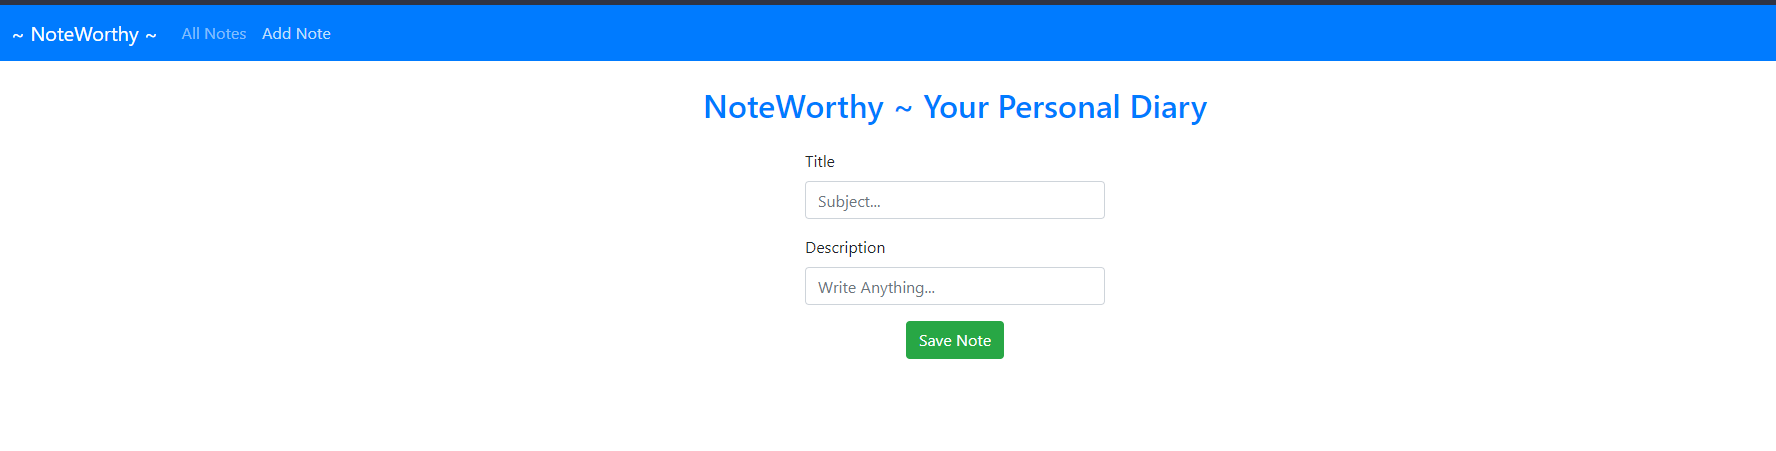 ~ NoteWorthy ~ All Notes Add Note
NoteWorthy ~ Your Personal Diary
Title
Subject...
Description
Write Anything...
Save Note